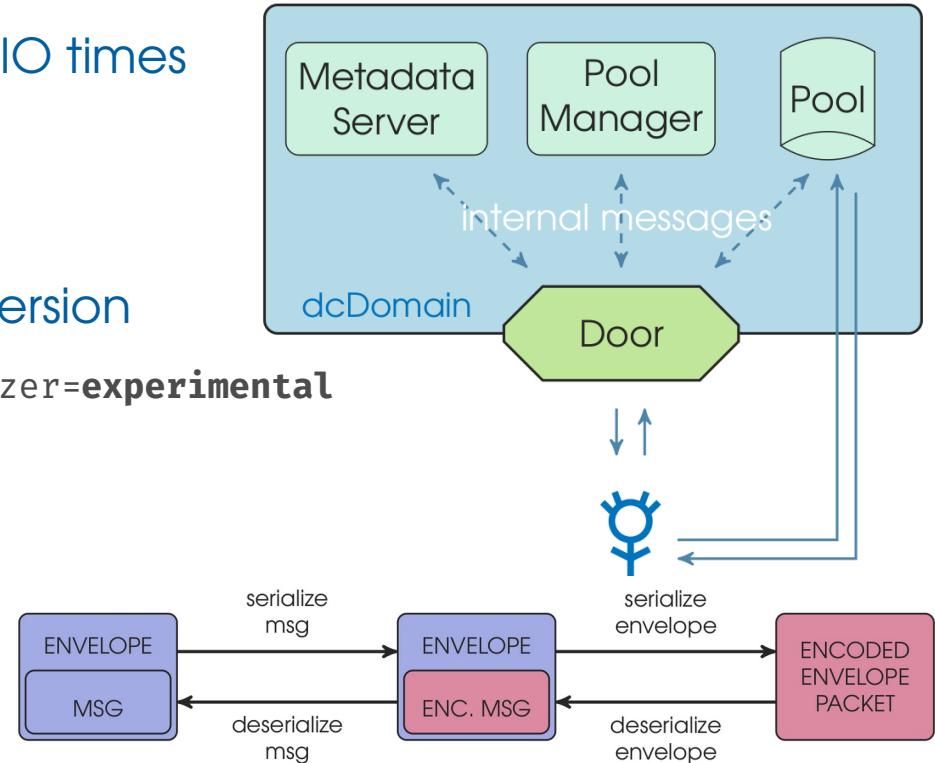 IO times
Metadata
Server
Pool
Manager
Pool
internal messages
ersion
dcDomain
Door
zer=experimental
serialize
msg
serialize
envelope
ENVELOPE
MSG
ENVELOPE
ENC. MSG
ENCODED
ENVELOPE
PACKET
deserialize
msg
deserialize
envelope